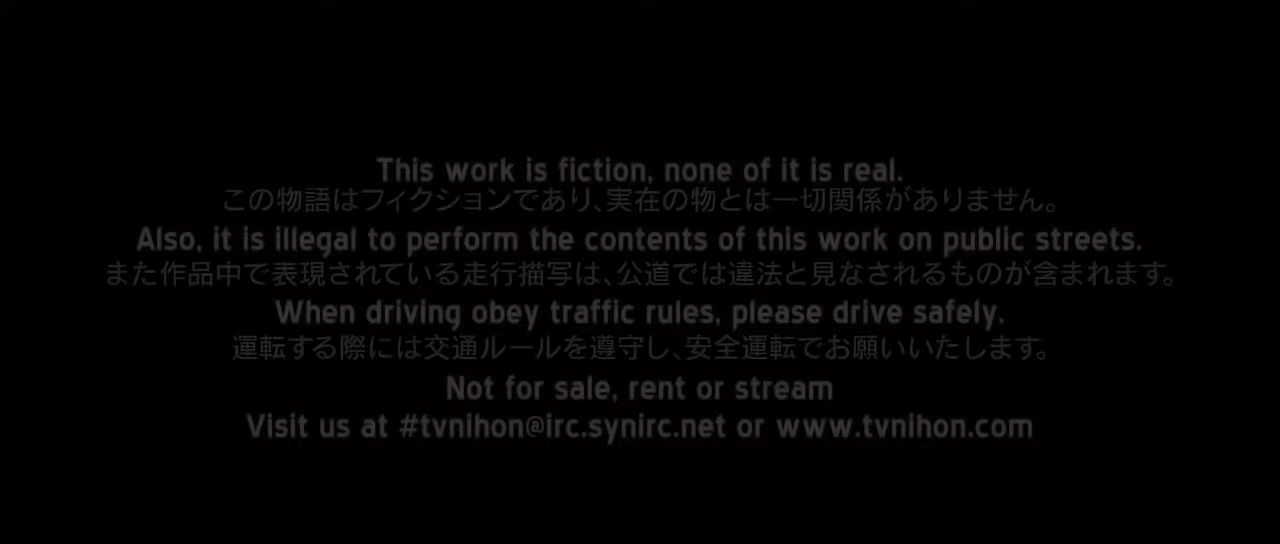 This work is fiction, none of it is real.
この物語はフィクションであり、実在の物とは一切関係がありません。
Also, it is illegal to perform the contents of this work on public streets.
また作品中で表現されている走行描写は、公道では違法と見なされるものが含まれます。
When driving obey traffic rules, please drive safely.
運転する際には交通ルールを遵守し、安全運転でお願いいたします。
Not for sale, rent or stream
Visit us at #tvnihon@irc.synirc.net or www.tvnihon.com